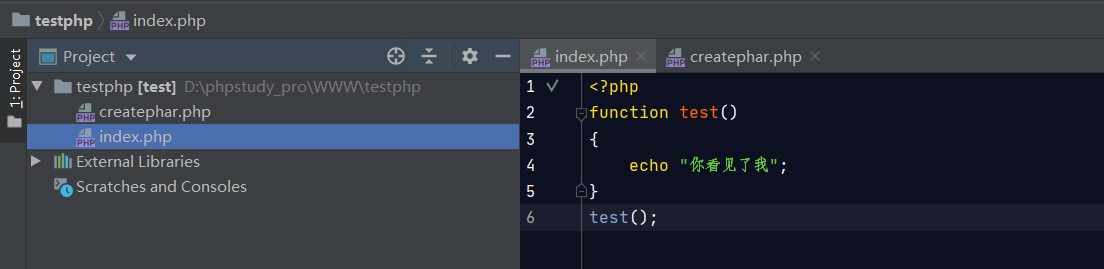 testphp index.php
1: Project
Project
index.php createphar.php
testphp [test] D:\phpstudy_pro\WWW\testphp
createphar.php
index.php
External Libraries
Scratches and Consoles
1 <?php
2 function test()
3 {
4     echo "你看见了我";
5 }
6 test();